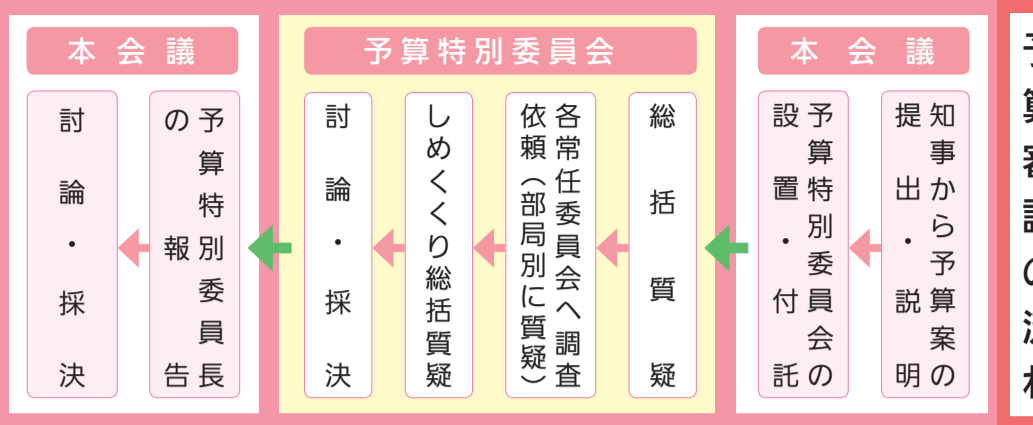 本会議
知事から予算案の
提出・説明
予算特別委員会の
設置・付託
予算特別委員会
総括質疑
各常任委員会へ調査
依頼（部局別に質疑）
しめくくり総括質疑
討論・採決
本会議
予算特別委員長
の報告
討論・採決